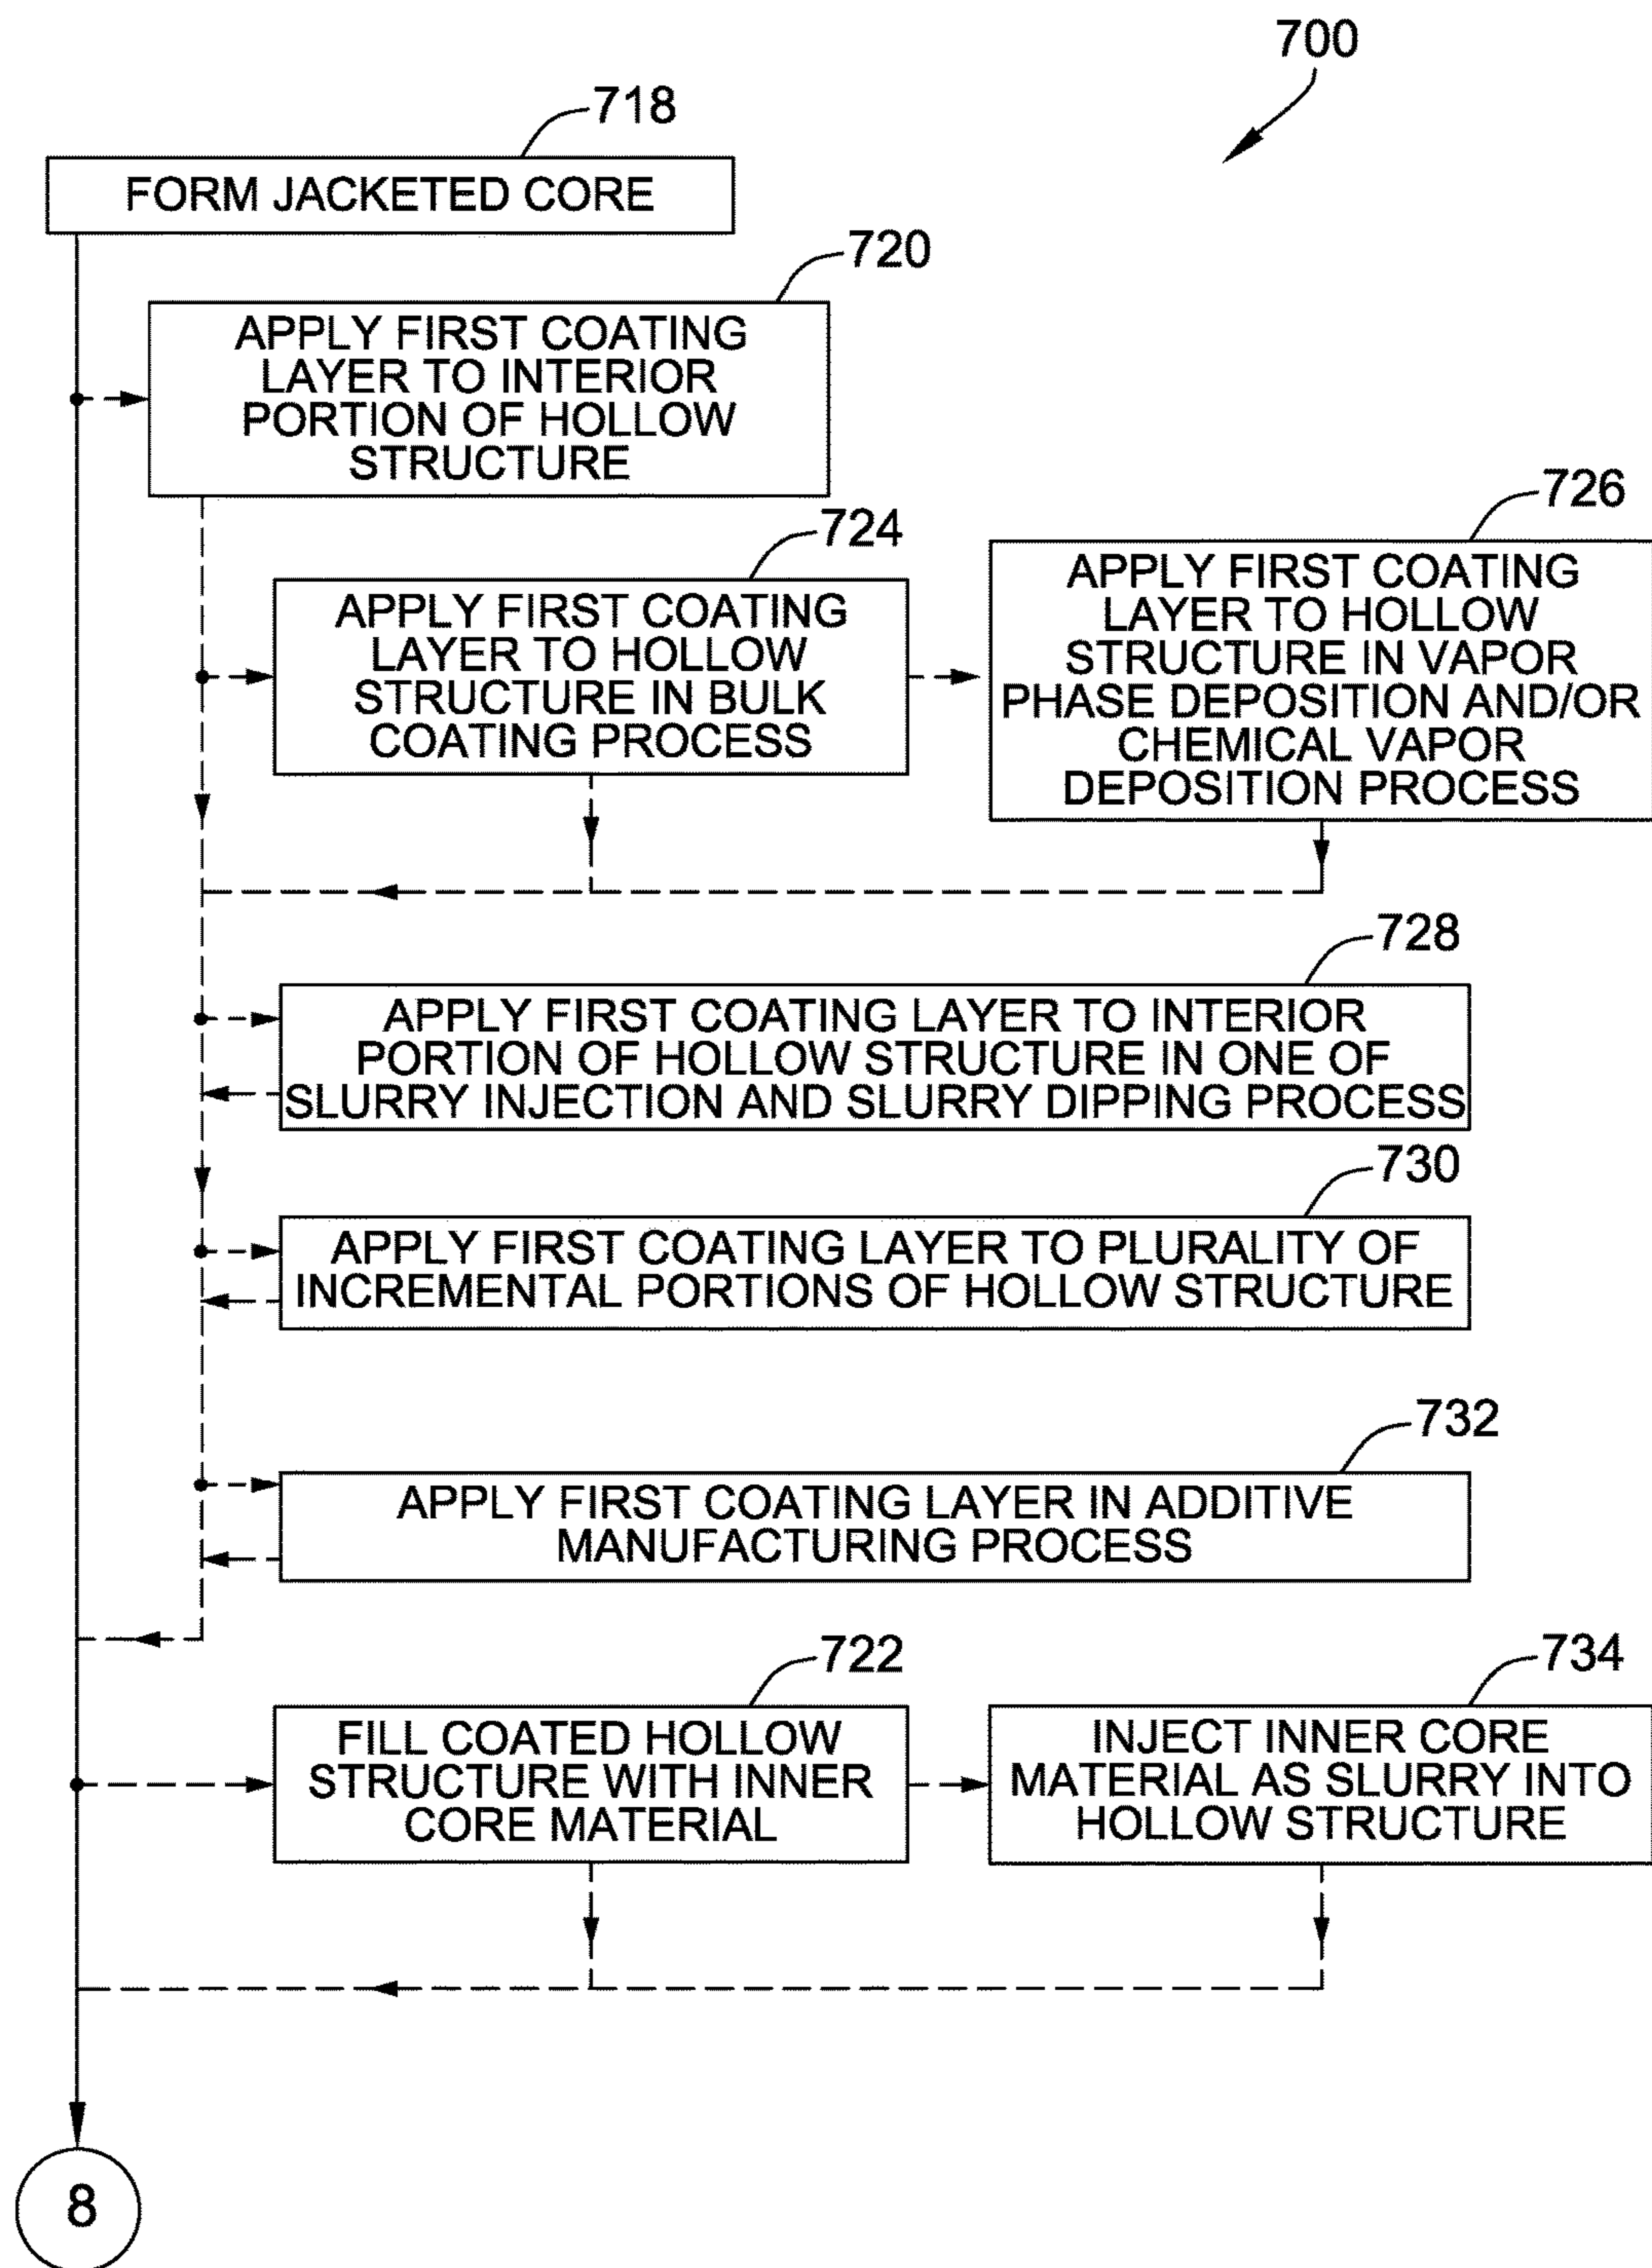 700
718
FORM JACKETED CORE
720
APPLY FIRST COATING
LAYER TO INTERIOR
PORTION OF HOLLOW
STRUCTURE
724
APPLY FIRST COATING
LAYER TO HOLLOW
STRUCTURE IN BULK
COATING PROCESS
726
APPLY FIRST COATING
LAYER TO HOLLOW
STRUCTURE IN VAPOR
PHASE DEPOSITION AND/OR
CHEMICAL VAPOR
DEPOSITION PROCESS
728
APPLY FIRST COATING LAYER TO INTERIOR
PORTION OF HOLLOW STRUCTURE IN ONE OF
SLURRY INJECTION AND SLURRY DIPPING PROCESS
730
APPLY FIRST COATING LAYER TO PLURALITY OF
INCREMENTAL PORTIONS OF HOLLOW STRUCTURE
732
APPLY FIRST COATING LAYER IN ADDITIVE
MANUFACTURING PROCESS
722
FILL COATED HOLLOW
STRUCTURE WITH INNER
CORE MATERIAL
734
INJECT INNER CORE
MATERIAL AS SLURRY INTO
HOLLOW STRUCTURE
8